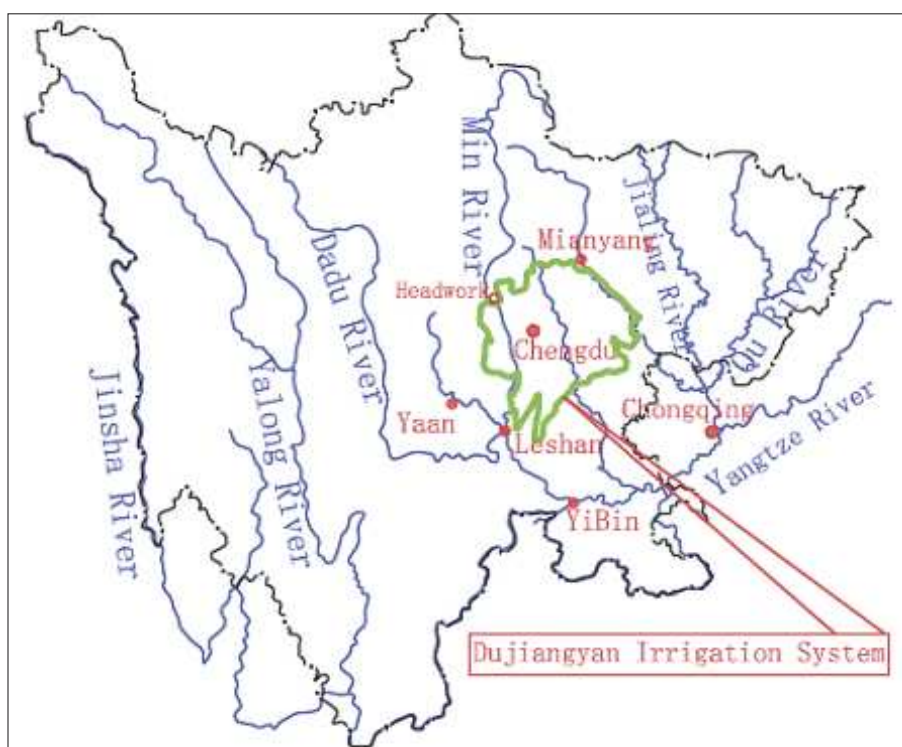 Min River
Mianyang
Jialing River
Dadu River
Headwork
Qu River
Chengdu
Jinsha River
Yalong River
Yaan
Chongqing
Leshan
Yangtze River
YiBin
Dujiangyan Irrigation System